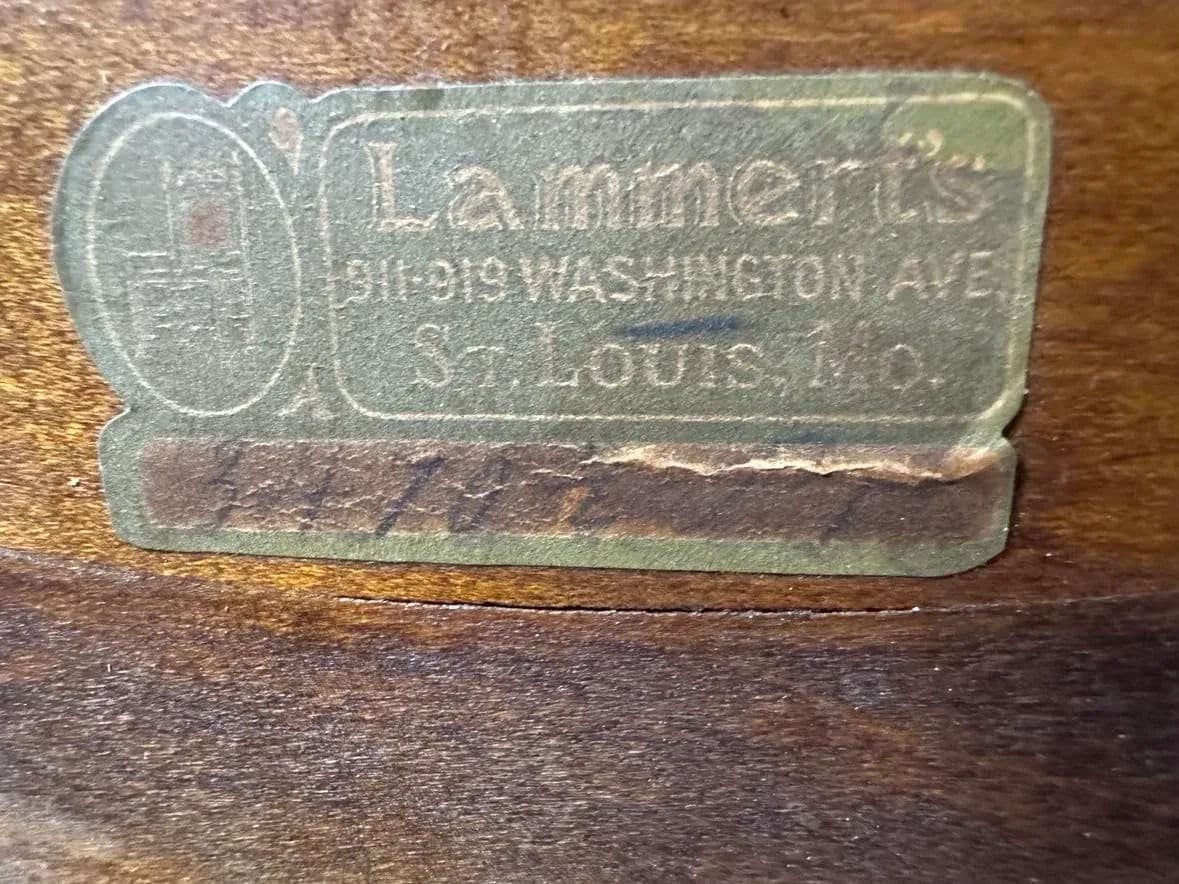 Lammert's
911-919 WASHINGTON AVE.
ST. LOUIS, MO.